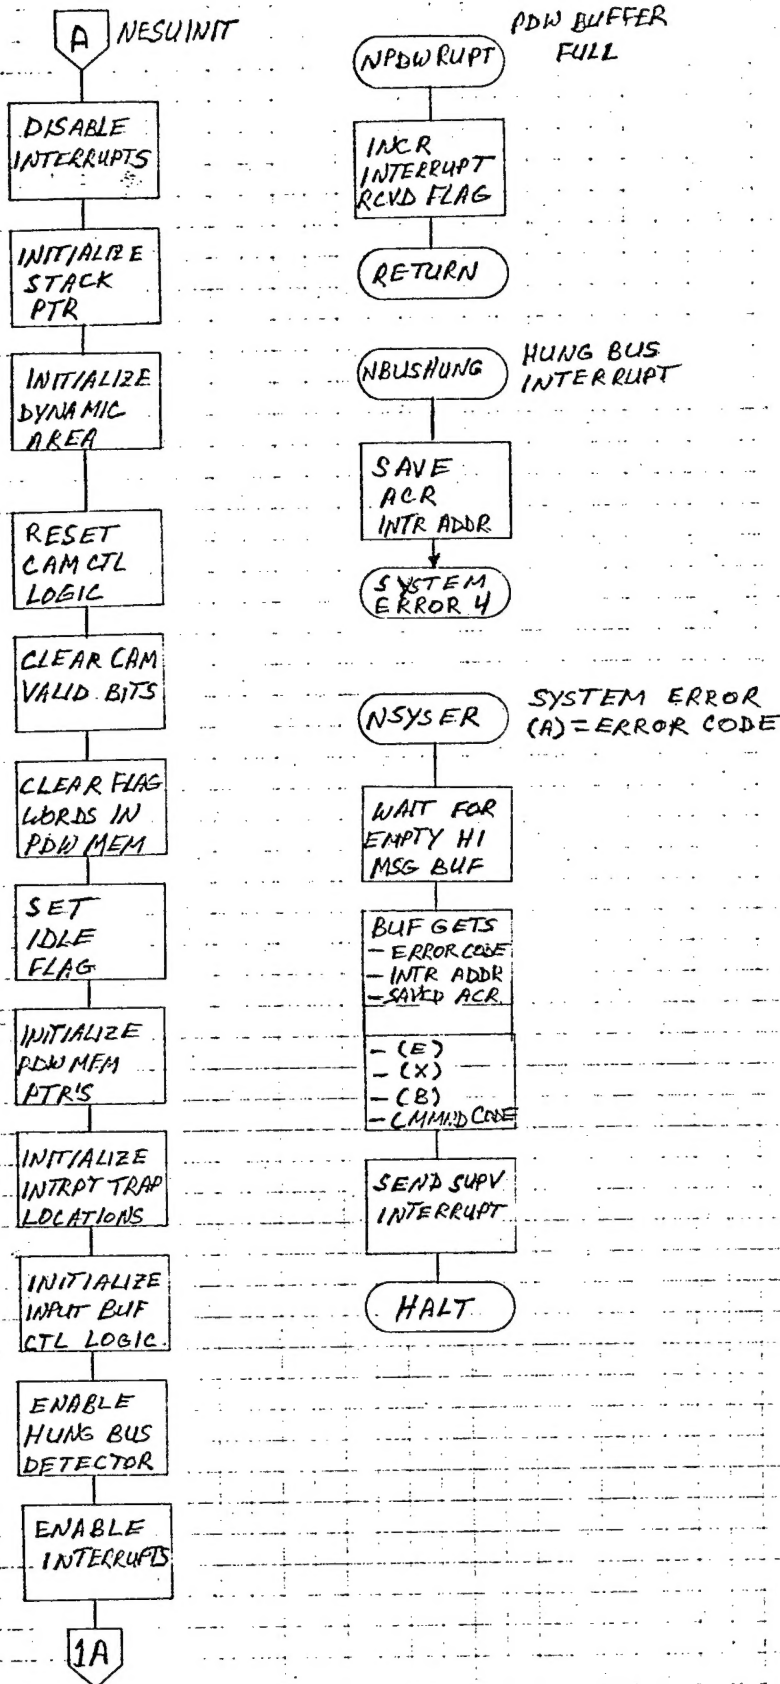 A NESUINIT
DISABLE
INTERRUPTS
INITIALIZE
STACK
PTR
INITIALIZE
DYNAMIC
AREA
RESET
CAM CTL
LOGIC
CLEAR CAM
VALID BITS
CLEAR FLAG
WORDS IN
PDW MEM
SET
IDLE
FLAG
INITIALIZE
PDW MEM
PTR'S
INITIALIZE
INTRPT TRAP
LOCATIONS
INITIALIZE
INPUT BUF
CTL LOGIC
ENABLE
HUNG BUS
DETECTOR
ENABLE
INTERRUPTS
1A
NPDWRUPT
PDW BUFFER
FULL
INCR
INTERRUPT
RCVD FLAG
RETURN
NBUSHUNG
HUNG BUS
INTERRUPT
SAVE
ACR
INTR ADDR
SYSTEM
ERROR 4
NSYSER
SYSTEM ERROR
(A) = ERROR CODE
WAIT FOR
EMPTY HI
MSG BUF
BUF GETS
- ERROR CODE
- INTR ADDR
- SAVED ACR
- (E)
- (X)
- (B)
- CMMND CODE
SEND SUPV
INTERRUPT
HALT